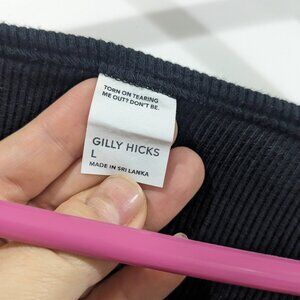 TORN ON TEARING
ME OUT? DON'T BE.
GILLY HICKS
L
MADE IN SRI LANKA